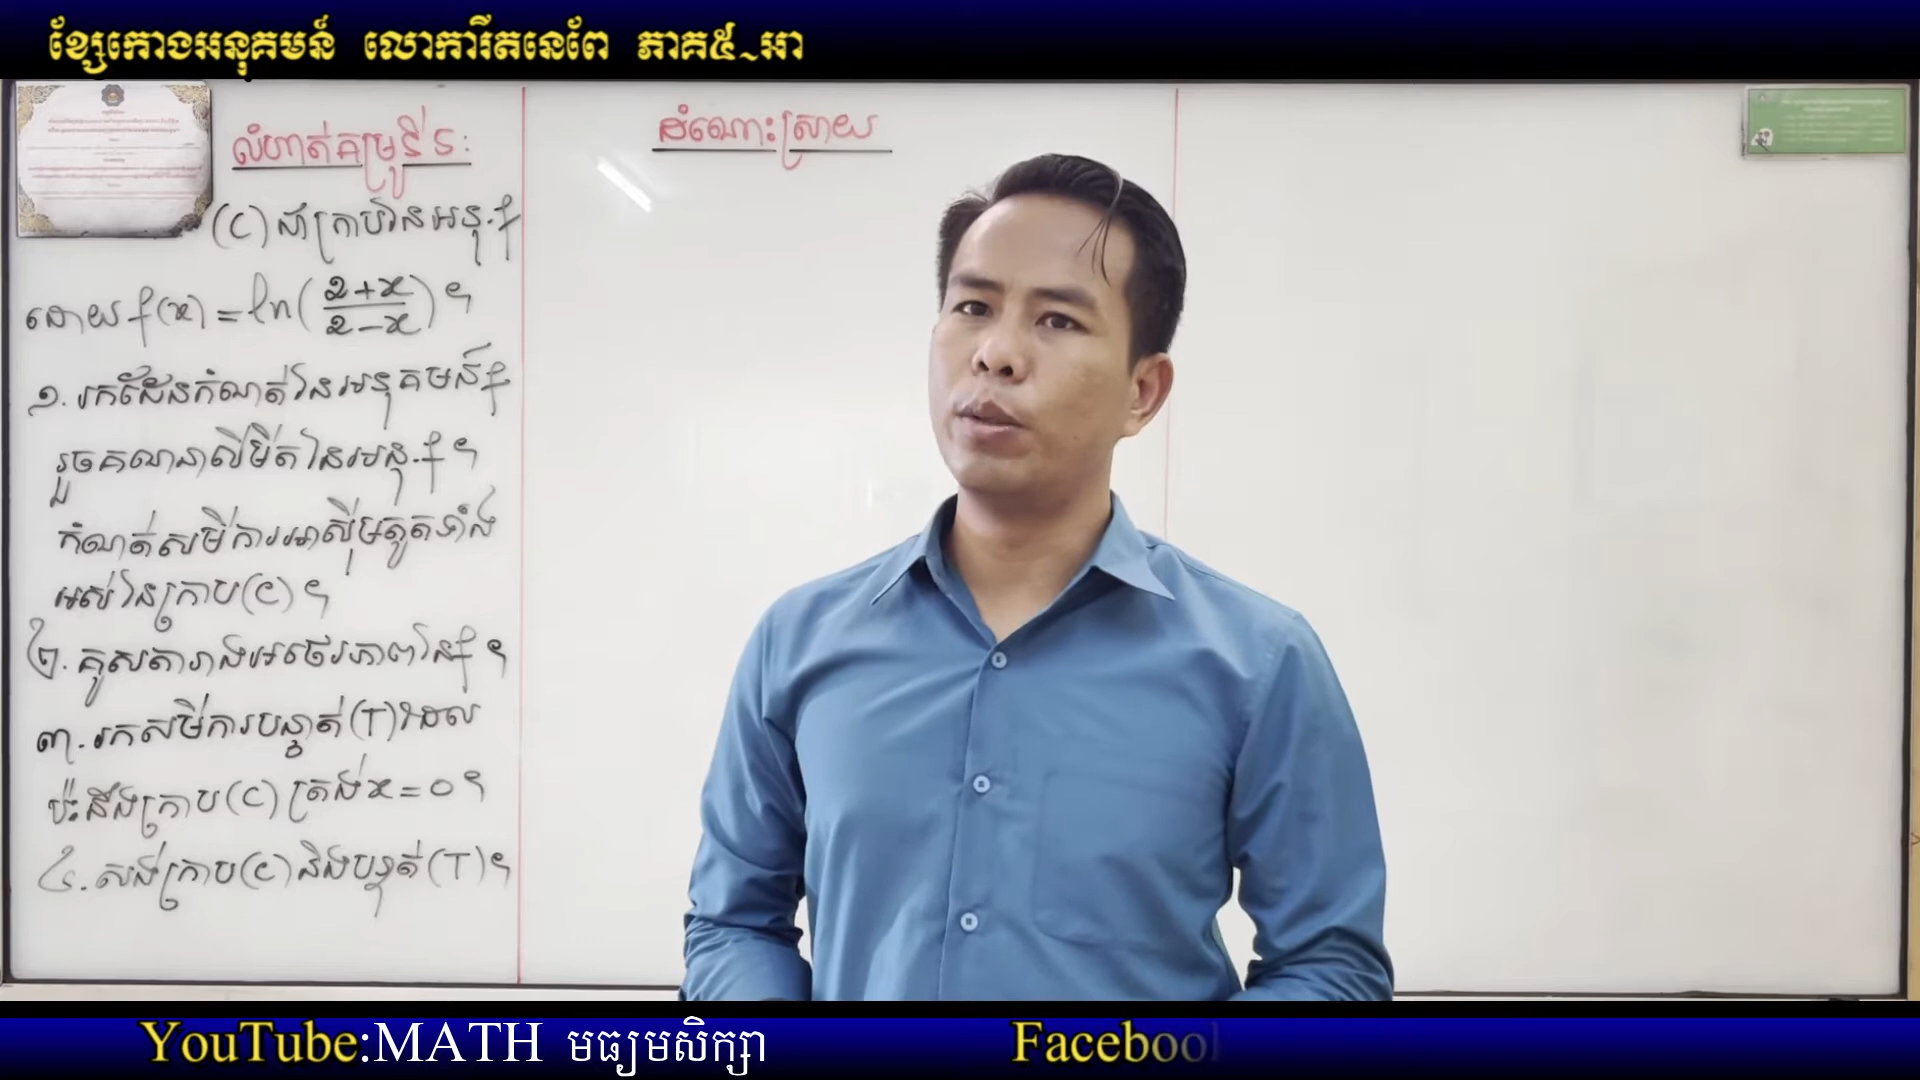 ខ្សែកោងអនុគមន៍ លោការីតនេពែ ភាគ៥~អា
លំហាត់គម្រូទី១:
(C) ជាក្រាបនៃអនុ.f
ដោយ f(x) = ln(2+x/2−x) ។
១. រកដែនកំណត់នៃអនុគមន៍ f
រួចគណនាលីមីតនៃអនុ.f ។
កំណត់សមីការអាស៊ីមតូតទាំង
អស់នៃក្រាប(C) ។
២. គូសតារាងអថេរភាពនៃ f ។
៣. រកសមីការបន្ទាត់(T) ដែល
ប៉ះនឹងក្រាប(C) ត្រង់ x = 0 ។
៤. សង់ក្រាប(C) និងបន្ទាត់(T) ។
ដំណោះស្រាយ
YouTube:MATH មធ្យមសិក្សា
Facebook